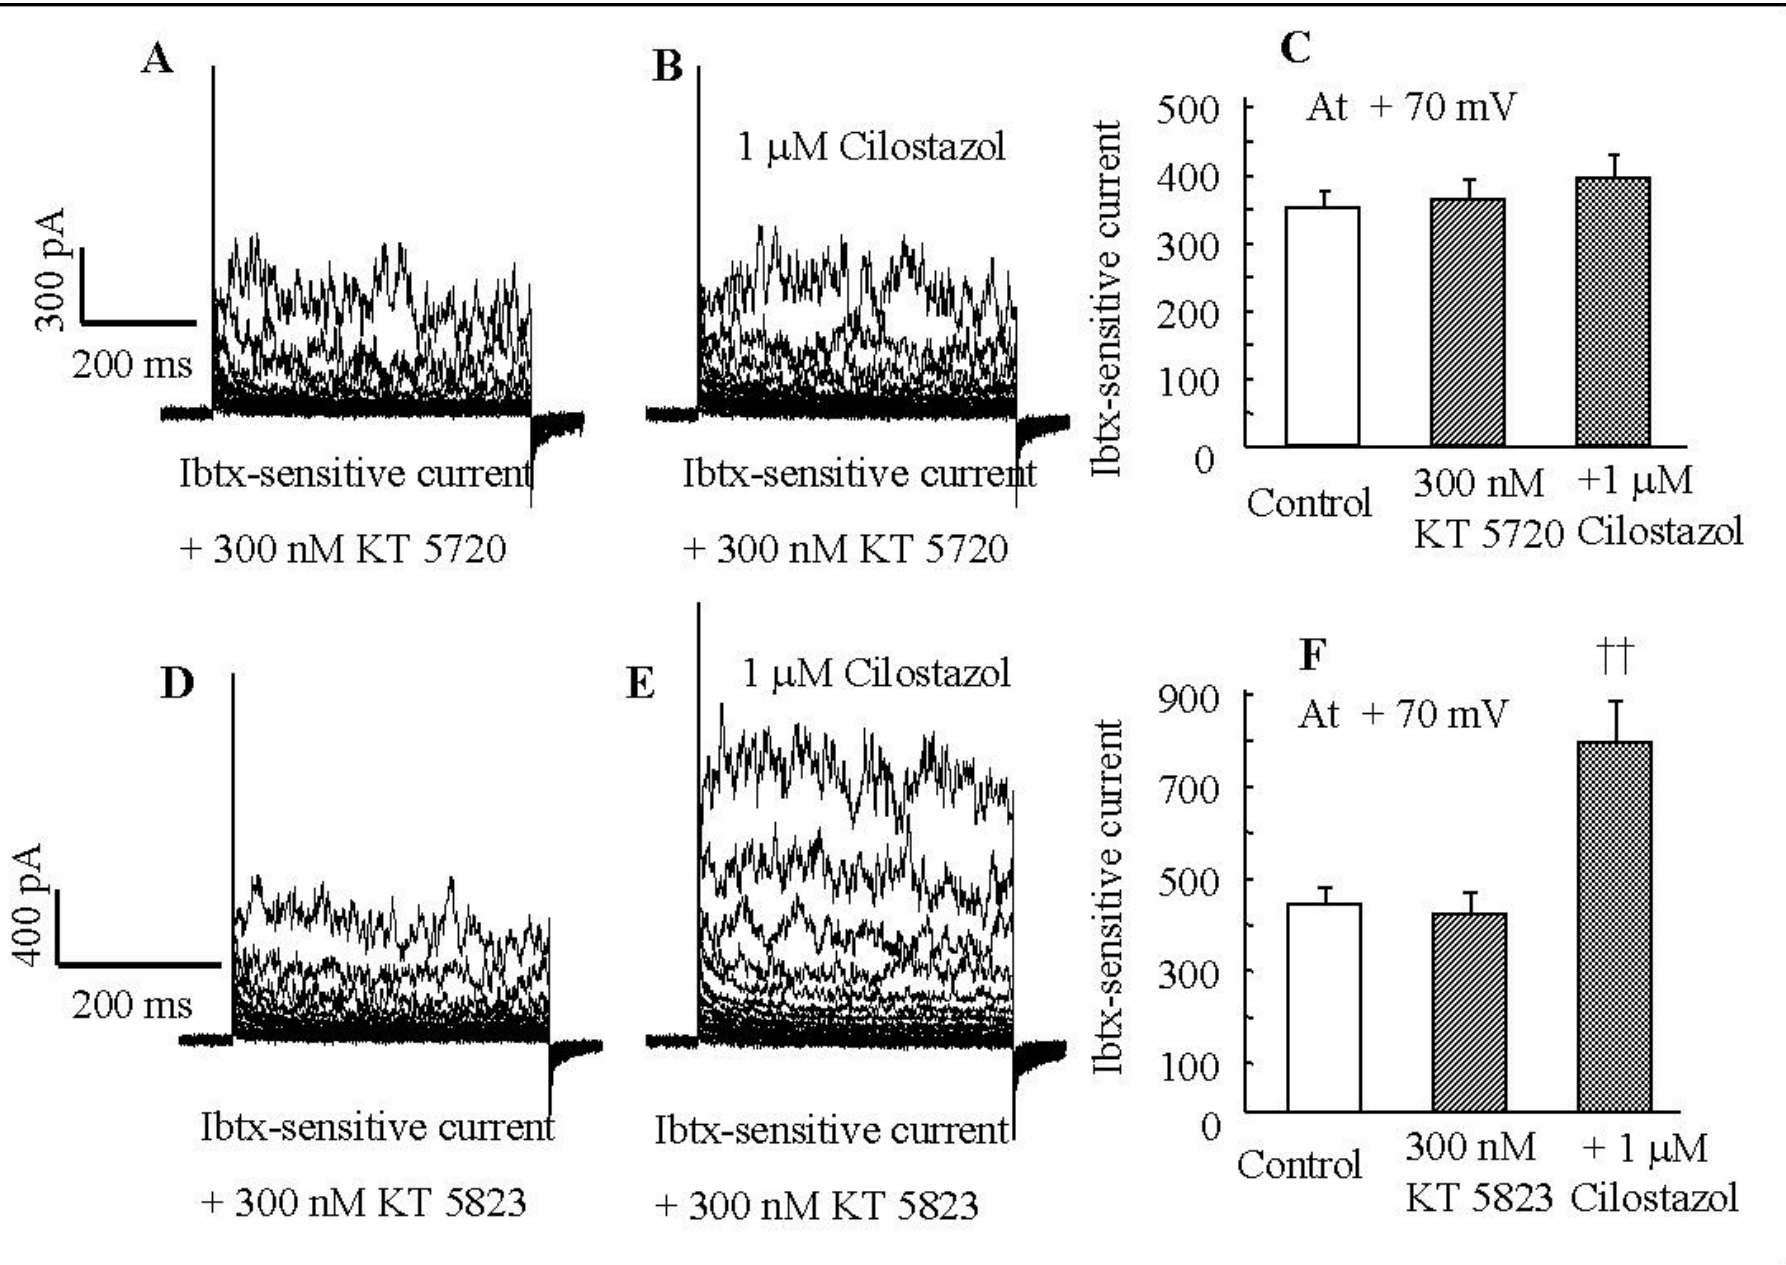 A
300 pA
200 ms
Ibtx-sensitive current
+ 300 nM KT 5720
B
1 μM Cilostazol
Ibtx-sensitive current
+ 300 nM KT 5720
C
At + 70 mV
Ibtx-sensitive current
500
400
300
200
100
0
Control
300 nM
KT 5720
+1 μM
Cilostazol
D
400 pA
200 ms
Ibtx-sensitive current
+ 300 nM KT 5823
E
1 μM Cilostazol
Ibtx-sensitive current
+ 300 nM KT 5823
F
††
At + 70 mV
Ibtx-sensitive current
900
700
500
300
100
0
Control
300 nM
KT 5823
+ 1 μM
Cilostazol